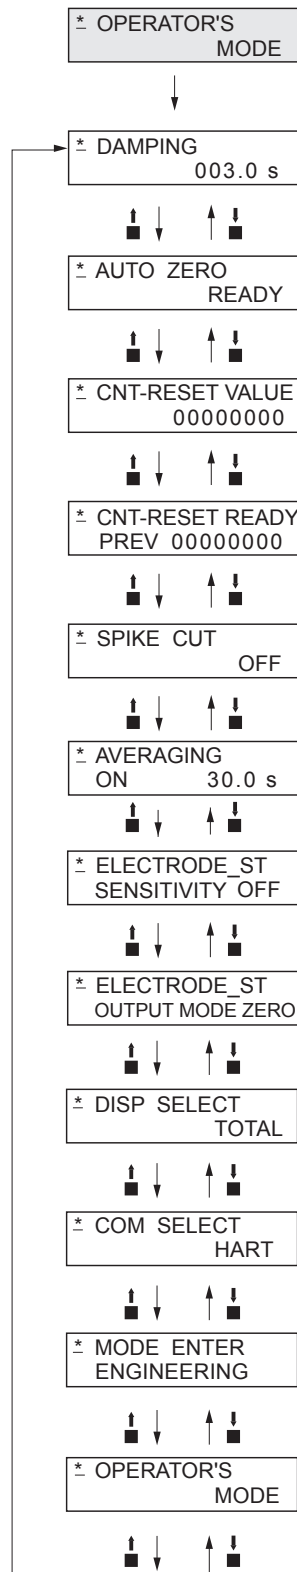 * OPERATOR'S
MODE
* DAMPING
003.0 s
* AUTO ZERO
READY
* CNT-RESET VALUE
00000000
* CNT-RESET READY
PREV 00000000
* SPIKE CUT
OFF
* AVERAGING
ON 30.0 s
* ELECTRODE_ST
SENSITIVITY OFF
* ELECTRODE_ST
OUTPUT MODE ZERO
* DISP SELECT
TOTAL
* COM SELECT
HART
* MODE ENTER
ENGINEERING
* OPERATOR'S
MODE